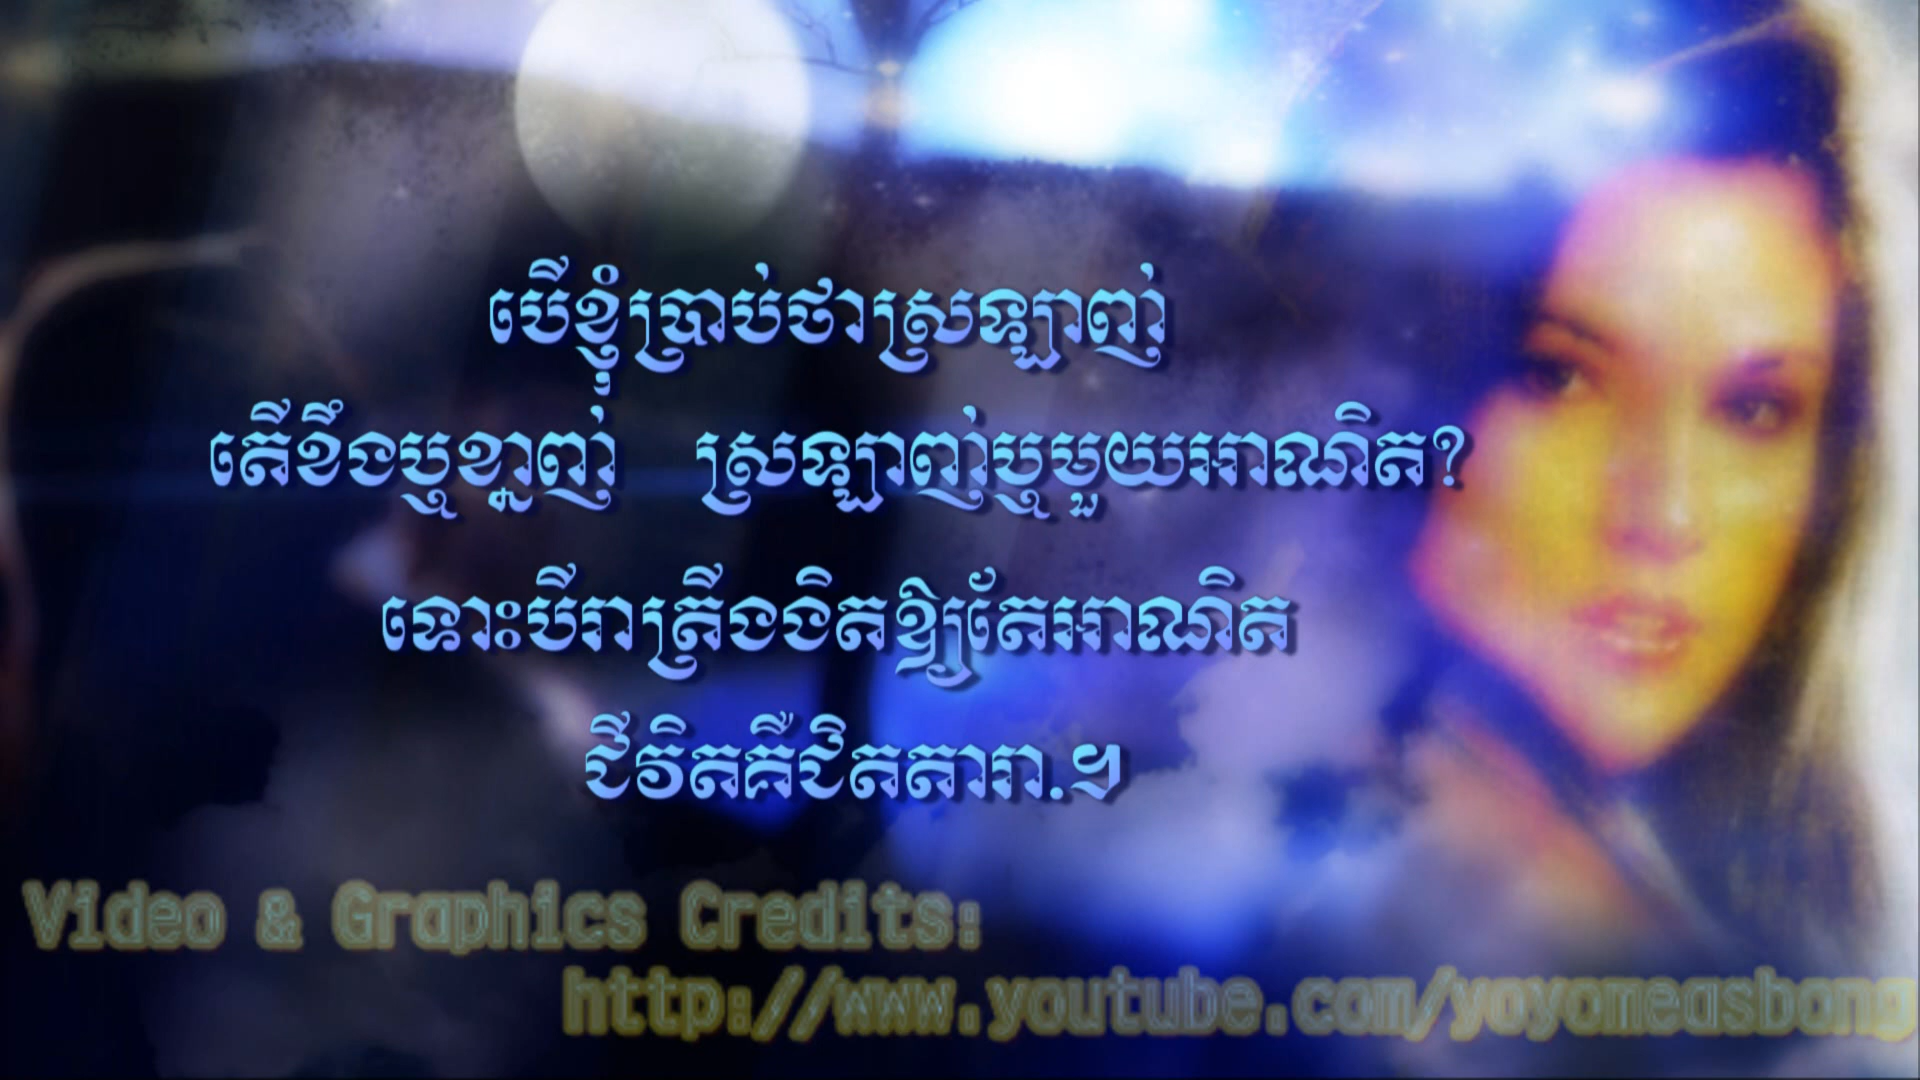 បើខ្ញុំប្រាប់ថាស្រឡាញ់
តើខឹងឬខ្នាញ់ ស្រឡាញ់ឬមួយអាណិត?
ទោះបីរាត្រីងងិតឱ្យតែអាណិត
ជីវិតគឺជិតតារា.៕
Video & Graphics Credits:
http://www.youtube.com/yoyomeasbong